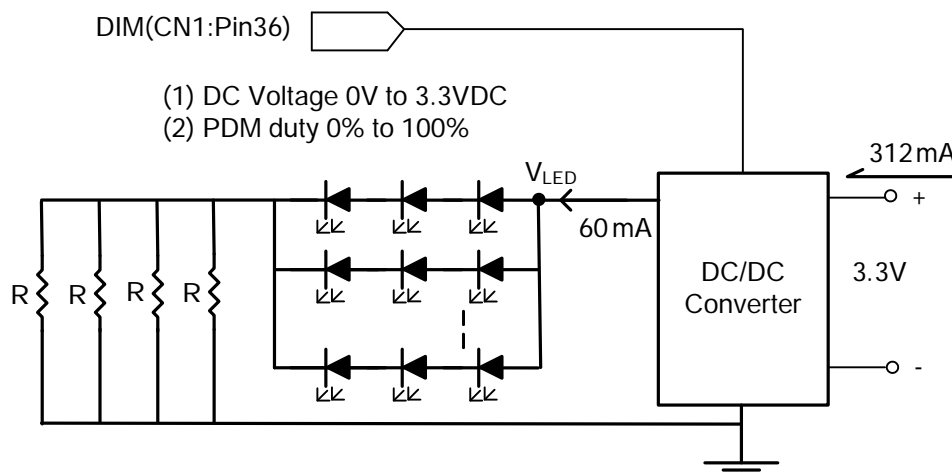 DIM(CN1:Pin36)
(1) DC Voltage 0V to 3.3VDC
(2) PDM duty 0% to 100%
312mA
VLED
60mA
+
DC/DC
Converter
3.3V
R R R R
-